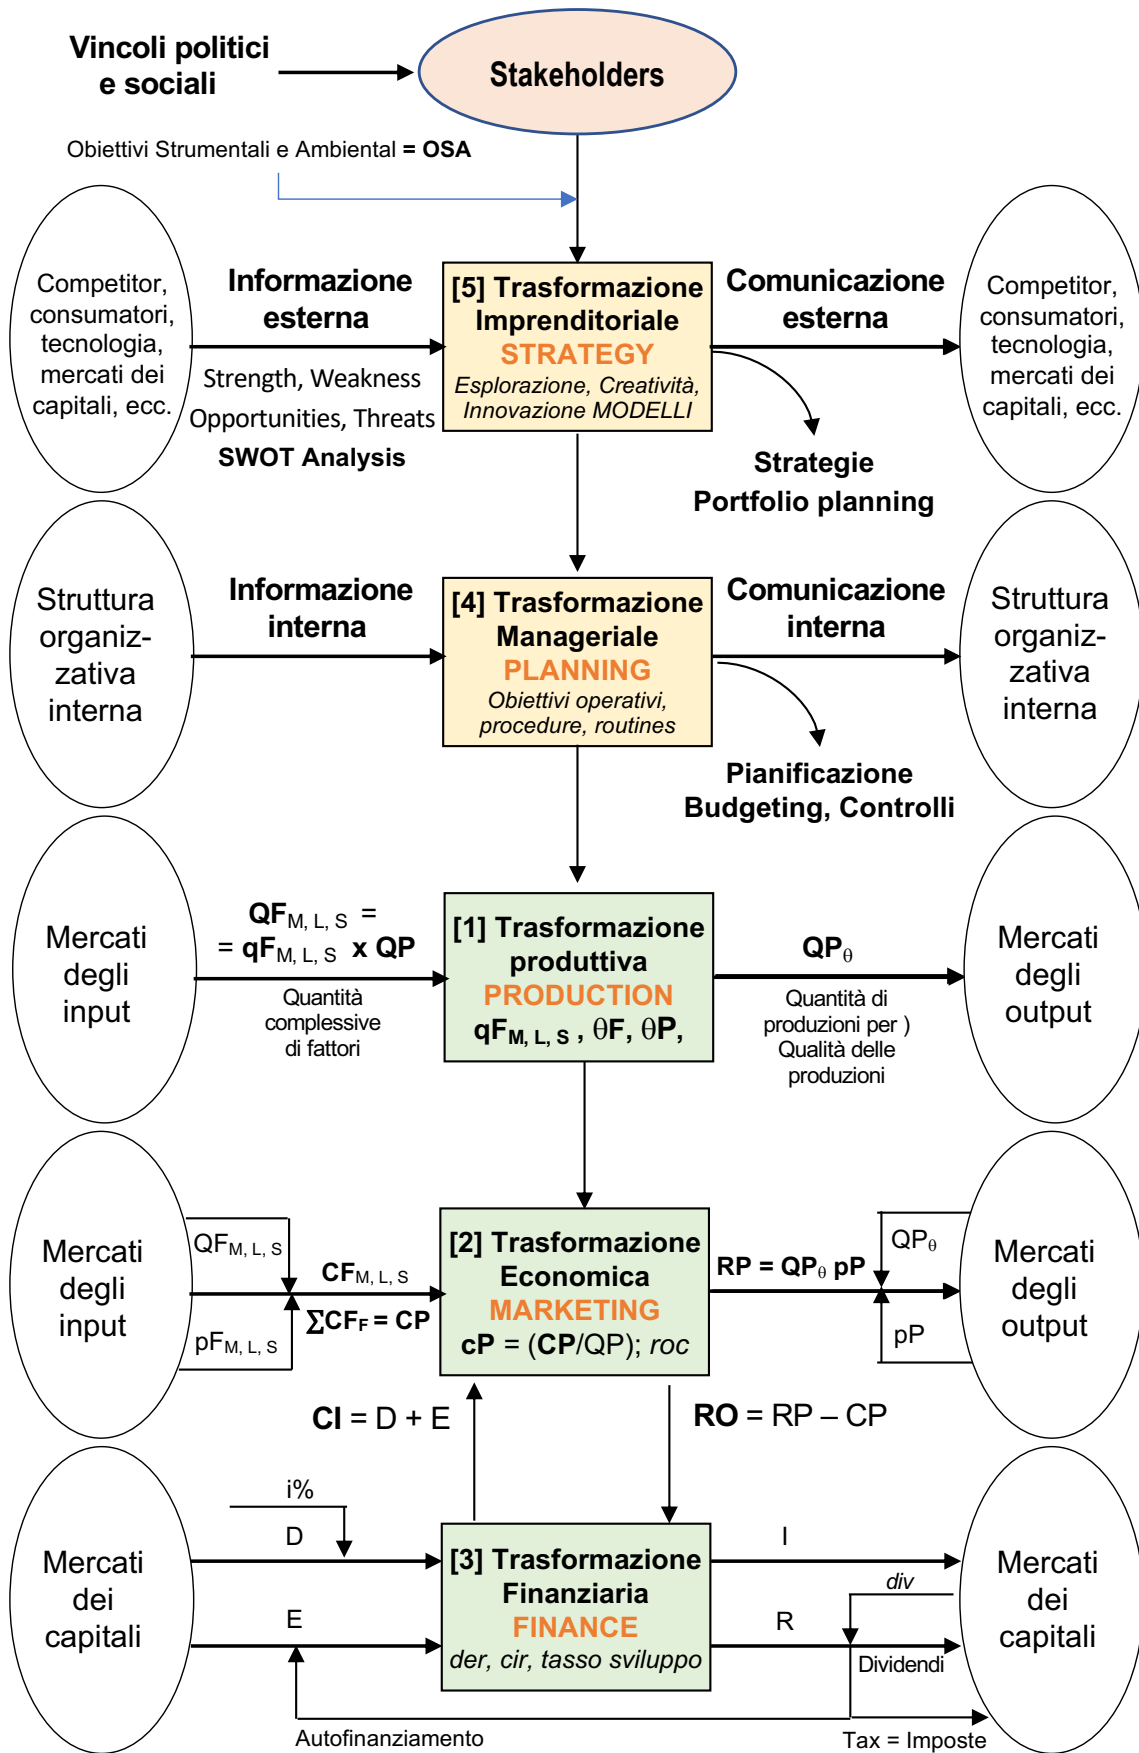 Vincoli politici
e sociali
Stakeholders
Obiettivi Strumentali e Ambiental = OSA
Competitor,
consumatori,
tecnologia,
mercati dei
capitali, ecc.
Informazione
esterna
Strength, Weakness
Opportunities, Threats
SWOT Analysis
[5] Trasformazione
Imprenditoriale
STRATEGY
Esplorazione, Creatività,
Innovazione MODELLI
Comunicazione
esterna
Strategie
Portfolio planning
Competitor,
consumatori,
tecnologia,
mercati dei
capitali, ecc.
Struttura
organiz-
zativa
interna
Informazione
interna
[4] Trasformazione
Manageriale
PLANNING
Obiettivi operativi,
procedure, routines
Comunicazione
interna
Pianificazione
Budgeting, Controlli
Struttura
organiz-
zativa
interna
Mercati
degli
input
QF M, L, S =
= qF M, L, S x QP
Quantità
complessive
di fattori
[1] Trasformazione
produttiva
PRODUCTION
qF M, L, S , θF, θP,
QPθ
Quantità di
produzioni per )
Qualità delle
produzioni
Mercati
degli
output
Mercati
degli
input
QF M, L, S
pF M, L, S
CF M, L, S
∑CF F = CP
[2] Trasformazione
Economica
MARKETING
cP = (CP/QP); roc
RP = QPθ pP
QPθ
pP
Mercati
degli
output
CI = D + E
RO = RP – CP
Mercati
dei
capitali
i%
D
E
[3] Trasformazione
Finanziaria
FINANCE
der, cir, tasso sviluppo
I
div
R
Dividendi
Mercati
dei
capitali
Autofinanziamento
Tax = Imposte